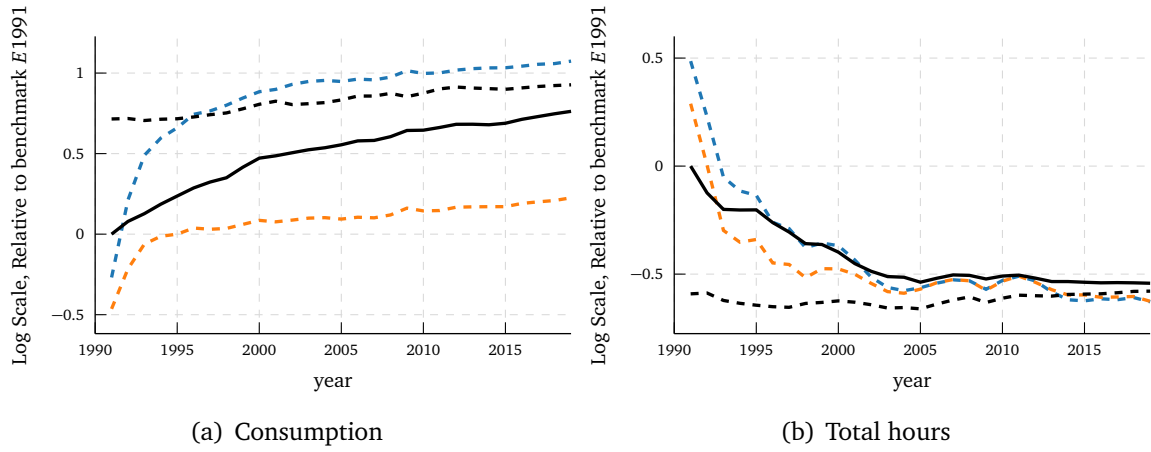 Log Scale, Relative to benchmark E1991
1
0.5
0
−0.5
1990 1995 2000 2005 2010 2015
year
(a) Consumption
Log Scale, Relative to benchmark E1991
0.5
0
−0.5
1990 1995 2000 2005 2010 2015
year
(b) Total hours